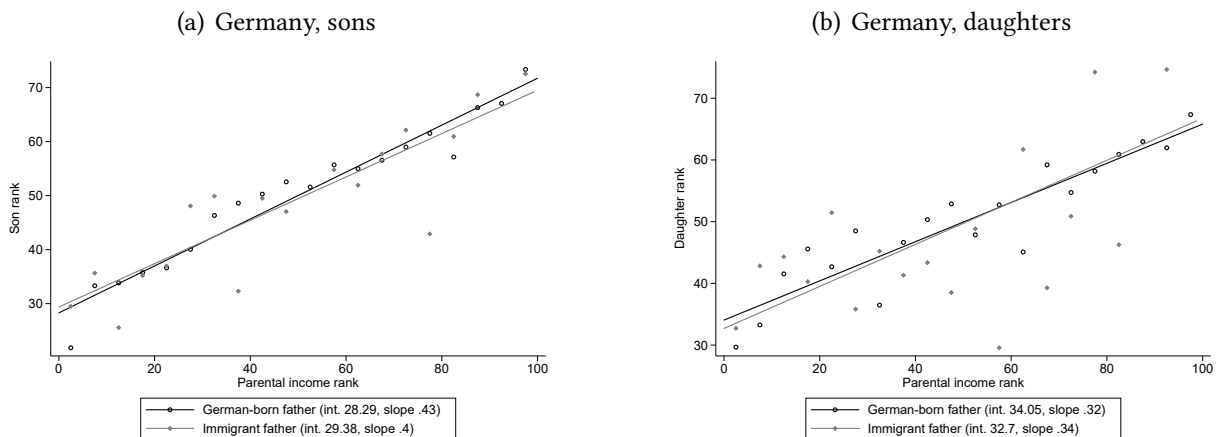 (a) Germany, sons
70
60
50
40
30
Son rank
0 20 40 60 80 100
Parental income rank
German-born father (int. 28.29, slope .43)
Immigrant father (int. 29.38, slope .4)
(b) Germany, daughters
70
60
50
40
30
Daughter rank
0 20 40 60 80 100
Parental income rank
German-born father (int. 34.05, slope .32)
Immigrant father (int. 32.7, slope .34)